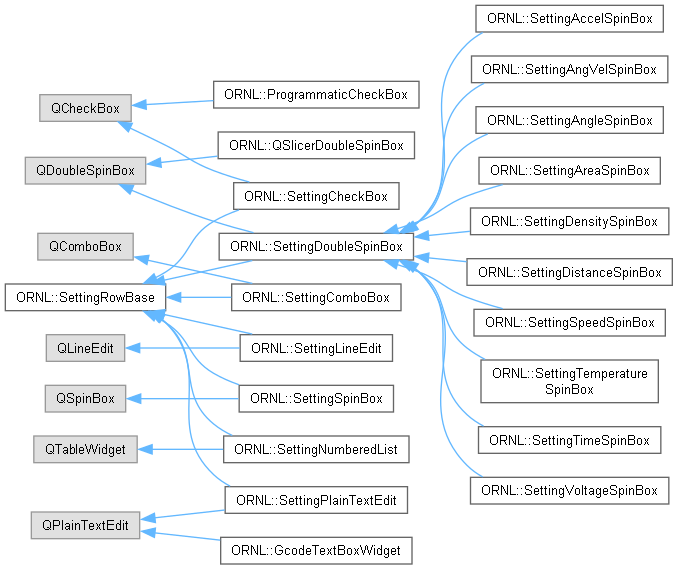 QCheckBox
QDoubleSpinBox
QComboBox
ORNL::SettingRowBase
QLineEdit
QSpinBox
QTableWidget
QPlainTextEdit
ORNL::ProgrammaticCheckBox
ORNL::QSlicerDoubleSpinBox
ORNL::SettingCheckBox
ORNL::SettingDoubleSpinBox
ORNL::SettingComboBox
ORNL::SettingLineEdit
ORNL::SettingSpinBox
ORNL::SettingNumberedList
ORNL::SettingPlainTextEdit
ORNL::GcodeTextBoxWidget
ORNL::SettingAccelSpinBox
ORNL::SettingAngVelSpinBox
ORNL::SettingAngleSpinBox
ORNL::SettingAreaSpinBox
ORNL::SettingDensitySpinBox
ORNL::SettingDistanceSpinBox
ORNL::SettingSpeedSpinBox
ORNL::SettingTemperature
SpinBox
ORNL::SettingTimeSpinBox
ORNL::SettingVoltageSpinBox